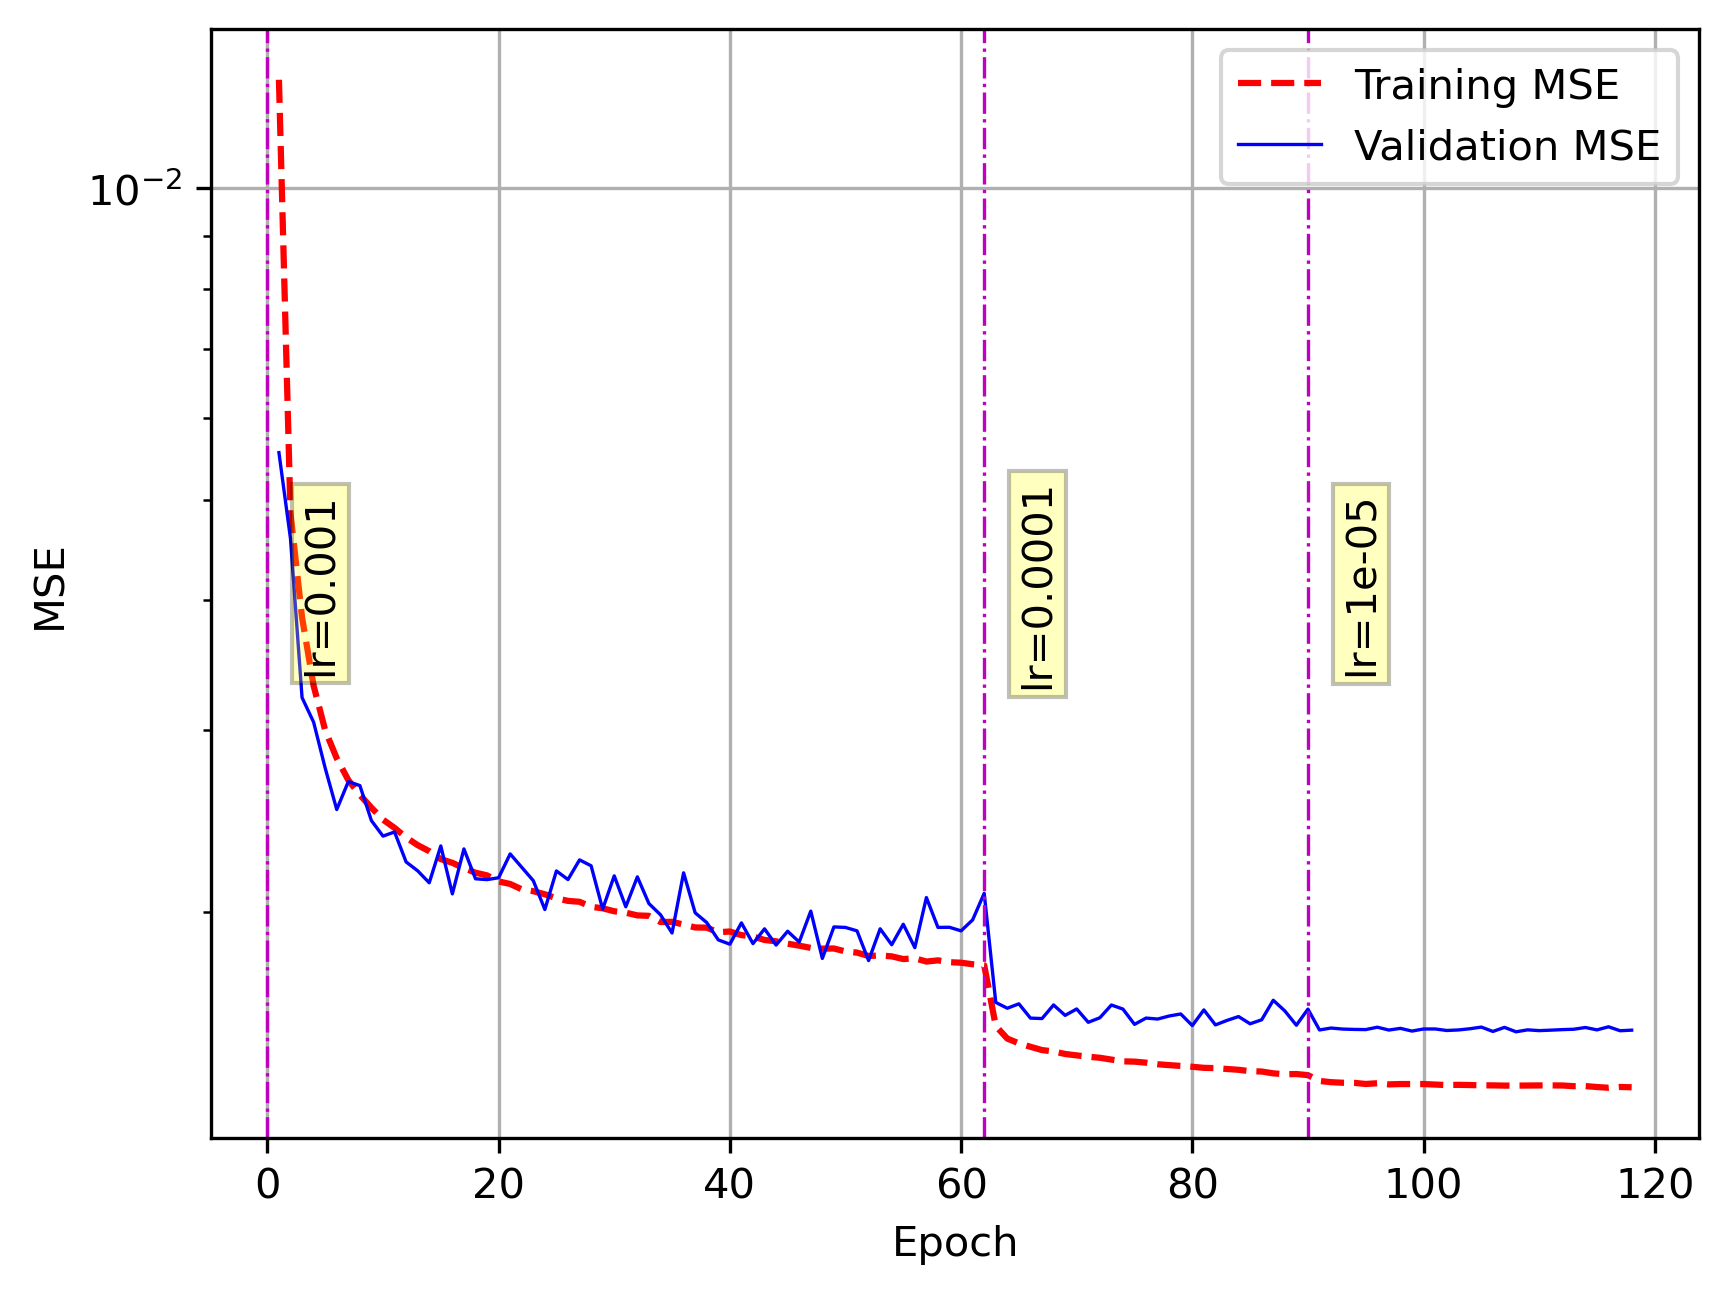 Training MSE
Validation MSE
10⁻²
MSE
lr=0.001
lr=0.0001
lr=1e-05
0 20 40 60 80 100 120
Epoch